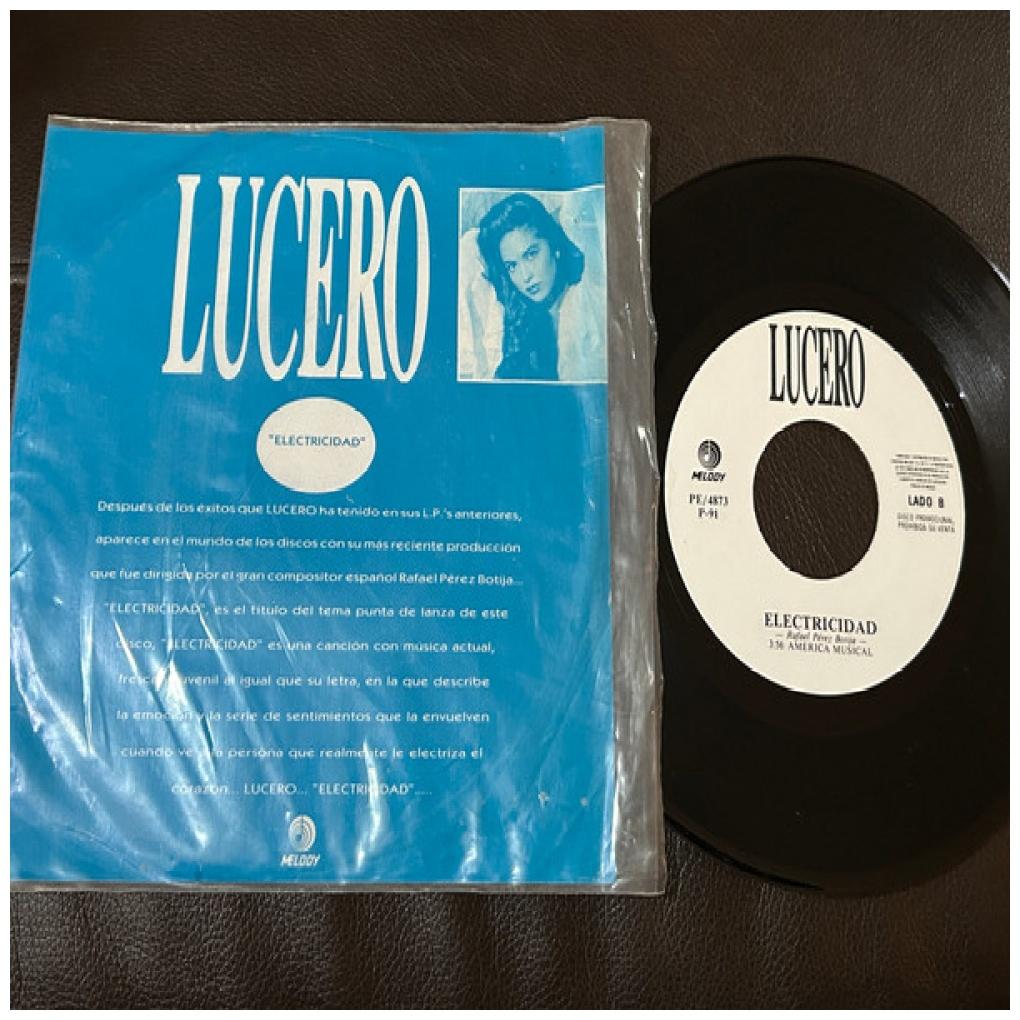 LUCERO
"ELECTRICIDAD"
Después de los éxitos que LUCERO ha tenido en sus L.P.'s anteriores,
aparece en el mundo de los discos con su más reciente producción
que fue dirigida por el gran compositor español Rafael Pérez Botija...
"ELECTRICIDAD", es el título del tema punta de lanza de este
disco, "ELECTRICIDAD" es una canción con música actual,
fresca juvenil al igual que su letra, en la que describe
la emoción y la serie de sentimientos que la envuelven
cuando ve persona que realmente le electriza el
corazón... LUCERO... "ELECTRICIDAD".....
MELODY
LUCERO
MELODY
PE/4873
P-91
LADO B
DISCO PROMOCIONAL,
PROHIBIDA SU VENTA
ELECTRICIDAD
— Rafael Pérez Botija —
3:56 AMERICA MUSICAL